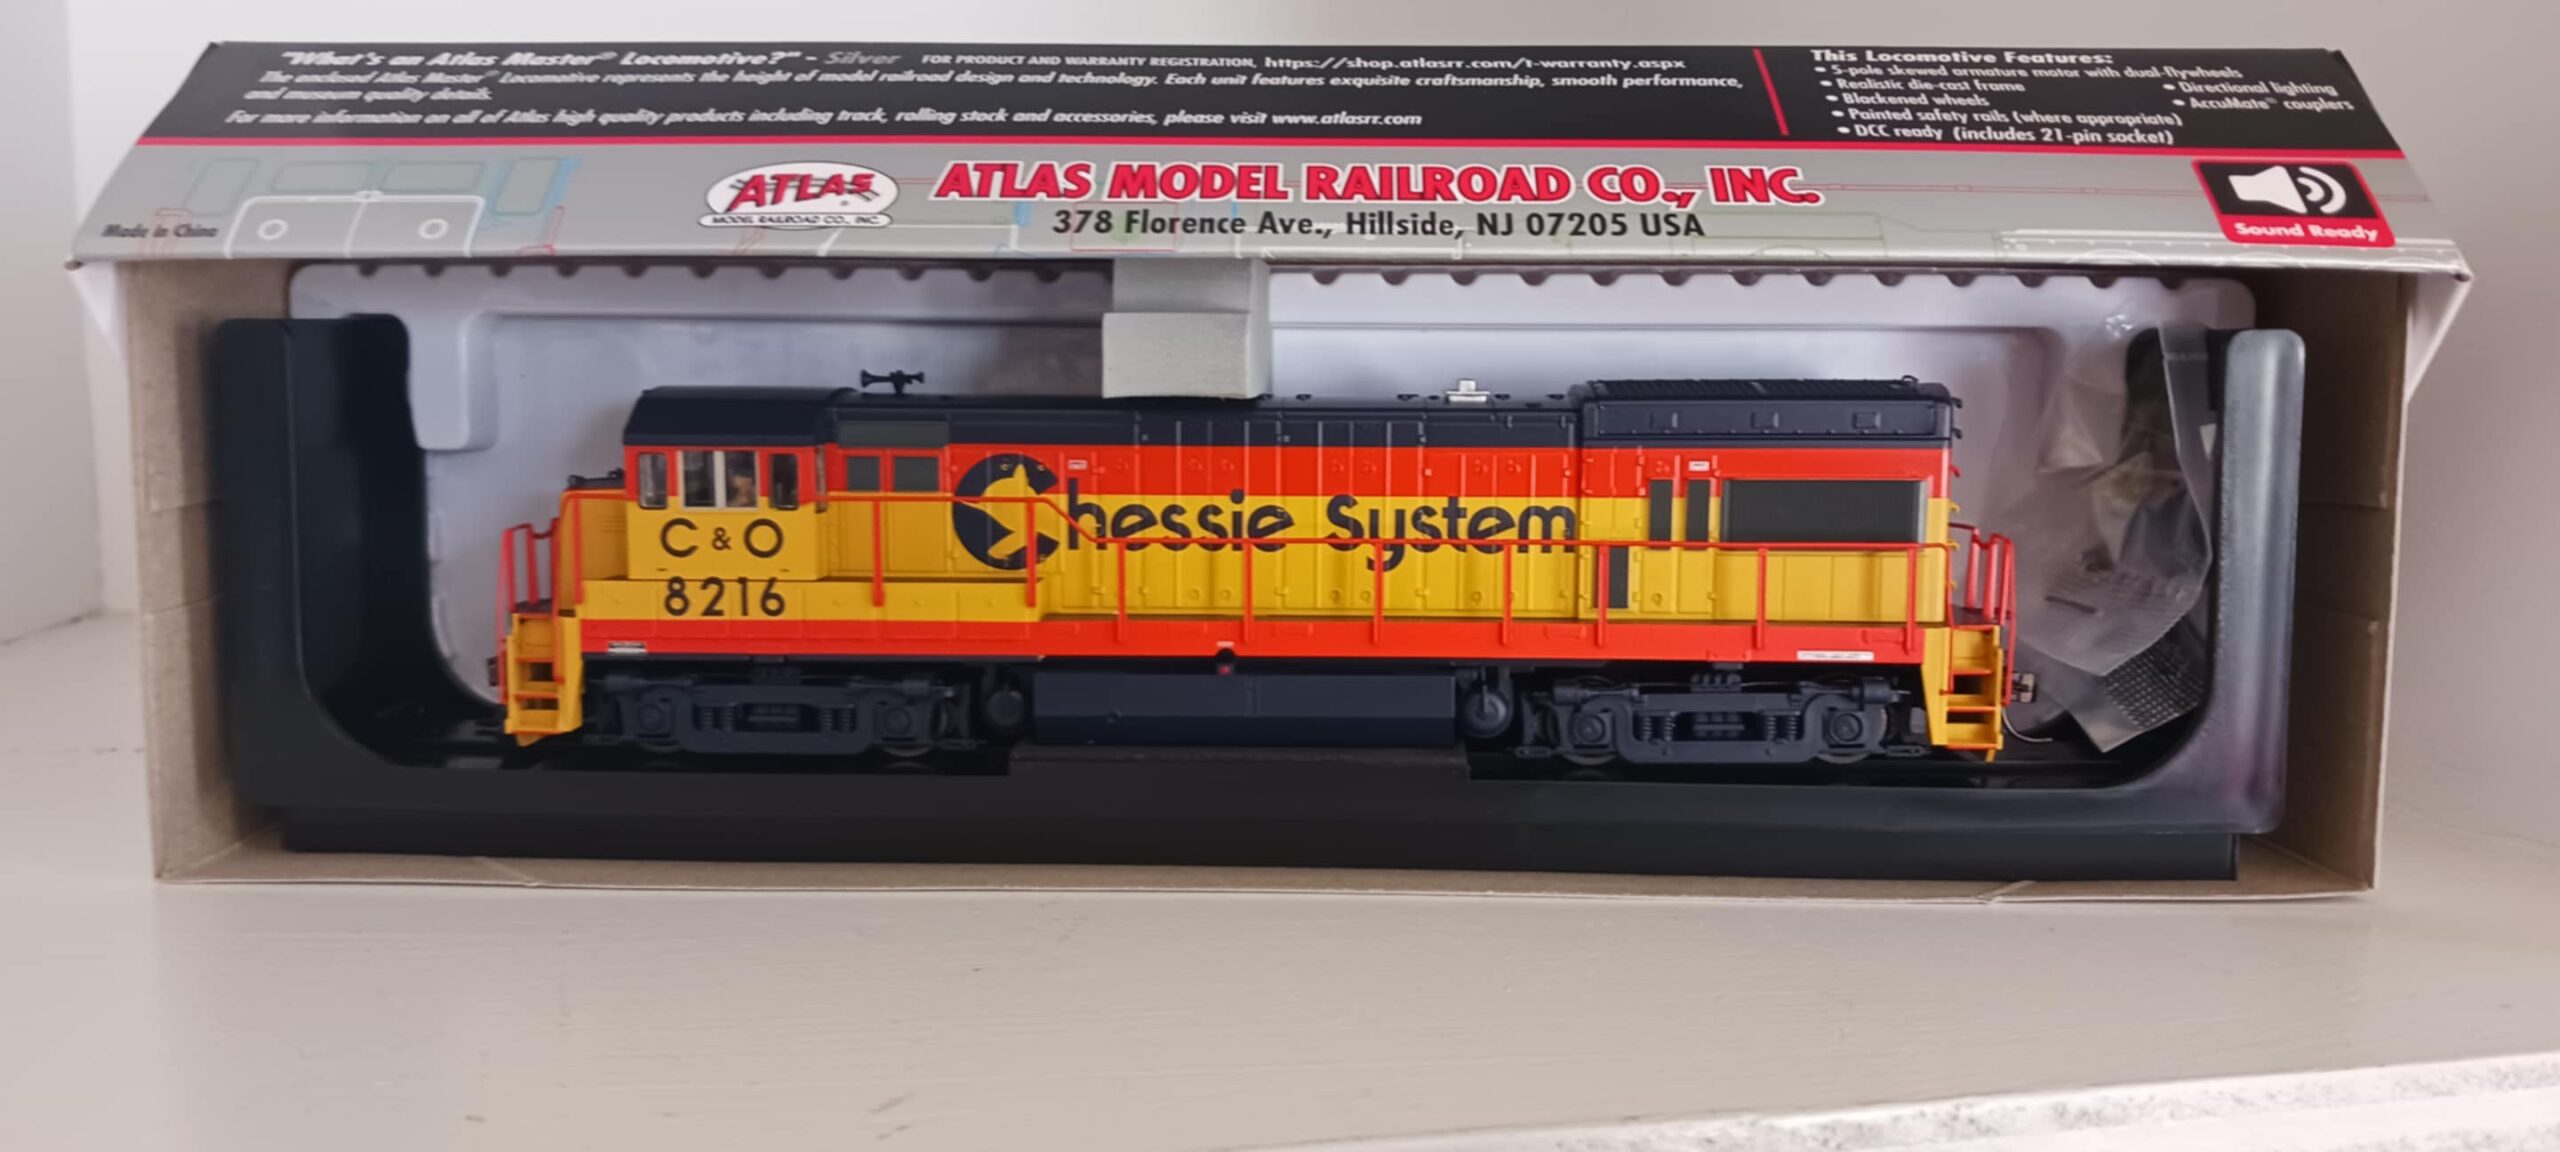 "What's an Atlas Master® Locomotive?" - Silver FOR PRODUCT AND WARRANTY REGISTRATION, https://shop.atlasrr.com/t-warranty.aspx
The enclosed Atlas Master® Locomotive represents the height of model railroad design and technology. Each unit features exquisite craftsmanship, smooth performance,
and museum quality details.
For more information on all of Atlas high quality products including track, rolling stock and accessories, please visit www.atlasrr.com
This Locomotive Features:
• 5-pole skewed armature motor with dual-flywheels
• Realistic die-cast frame
• Directional lighting
• Blackened wheels
• AccuMate® couplers
• Painted safety rails (where appropriate)
• DCC ready (includes 21-pin socket)
Made in China
ATLAS®
MODEL RAILROAD CO., INC.
ATLAS MODEL RAILROAD CO., INC.
378 Florence Ave., Hillside, NJ 07205 USA
Sound Ready
C & O
8216
Chessie System